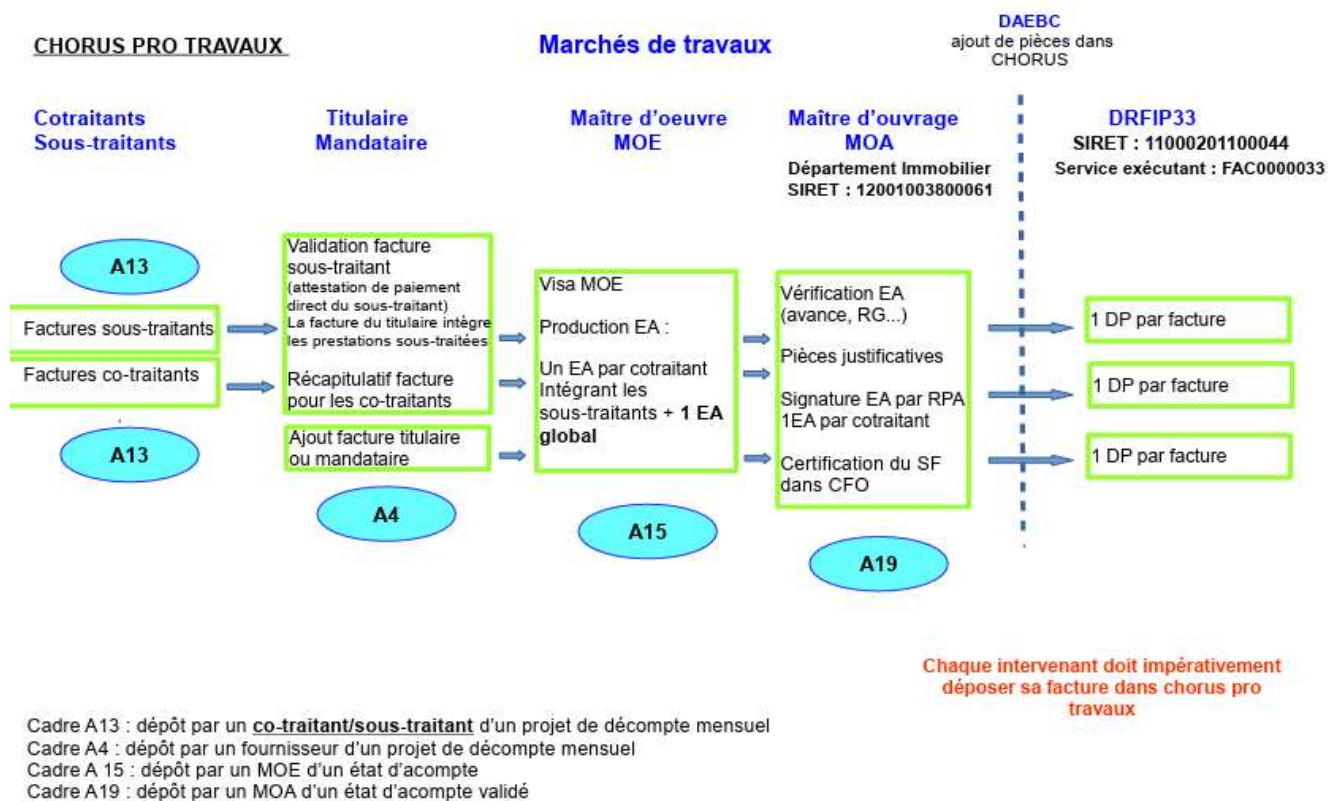 CHORUS PRO TRAVAUX
Marchés de travaux
DAEBC
ajout de pièces dans
CHORUS
Cotraitants
Sous-traitants
Titulaire
Mandataire
Maître d'oeuvre
MOE
Maître d'ouvrage
MOA
Département Immobilier
SIRET : 12001003800061
DRFIP33
SIRET : 11000201100044
Service exécutant : FAC0000033
A13
Factures sous-traitants
Factures co-traitants
A13
Validation facture
sous-traitant
(attestation de paiement
direct du sous-traitant)
La facture du titulaire intègre
les prestations sous-traitées
Récapitulatif facture
pour les co-traitants
Ajout facture titulaire
ou mandataire
A4
Visa MOE
Production EA :
Un EA par cotraitant
Intégrant les
sous-traitants + 1 EA
global
A15
Vérification EA
(avance, RG...)
Pièces justificatives
Signature EA par RPA
1EA par cotraitant
Certification du SF
dans CFO
A19
1 DP par facture
1 DP par facture
1 DP par facture
Chaque intervenant doit impérativement
déposer sa facture dans chorus pro
travaux
Cadre A13 : dépôt par un co-traitant/sous-traitant d'un projet de décompte mensuel
Cadre A4 : dépôt par un fournisseur d'un projet de décompte mensuel
Cadre A 15 : dépôt par un MOE d'un état d'acompte
Cadre A19 : dépôt par un MOA d'un état d'acompte validé